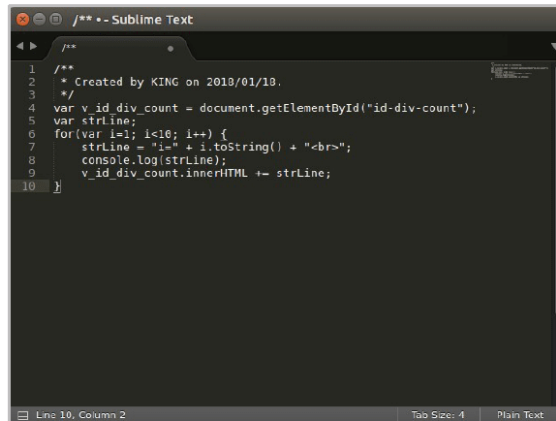 /** • - Sublime Text
/**
1 /**
2  * Created by KING on 2018/01/18.
3  */
4 var v_id_div_count = document.getElementById("id-div-count");
5 var strLine;
6 for(var i=1; i<10; i++) {
7     strLine = "i=" + i.toString() + "<br>";
8     console.log(strLine);
9     v_id_div_count.innerHTML += strLine;
10 }
Line 10, Column 2 Tab Size: 4 Plain Text